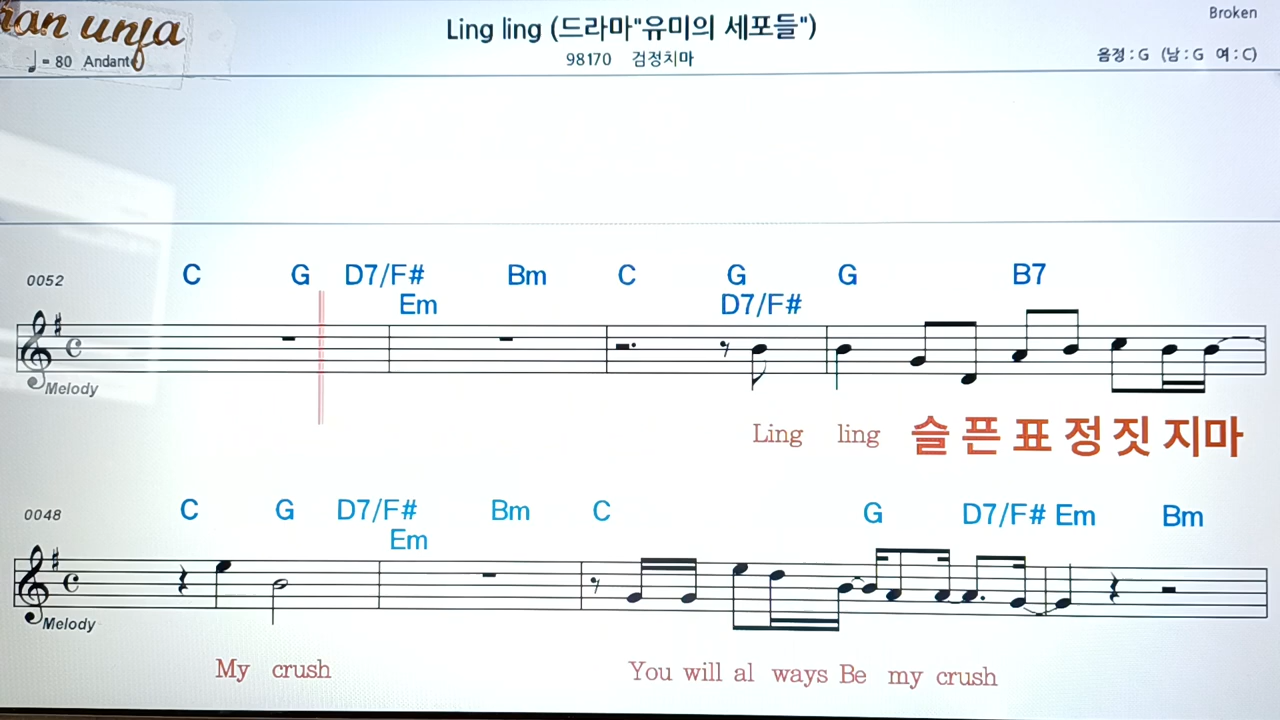 Broken
Ling ling (드라마"유미의 세포들")
♩= 80 Andante
98170 검정치마
음정 : G (남 : G 여 : C)
0052
C G D7/F# Bm C G G B7
Em D7/F#
Melody
Ling ling 슬 픈 표 정 짓 지마
0048
C G D7/F# Bm C G D7/F# Em Bm
Em
Melody
My crush You will al ways Be my crush